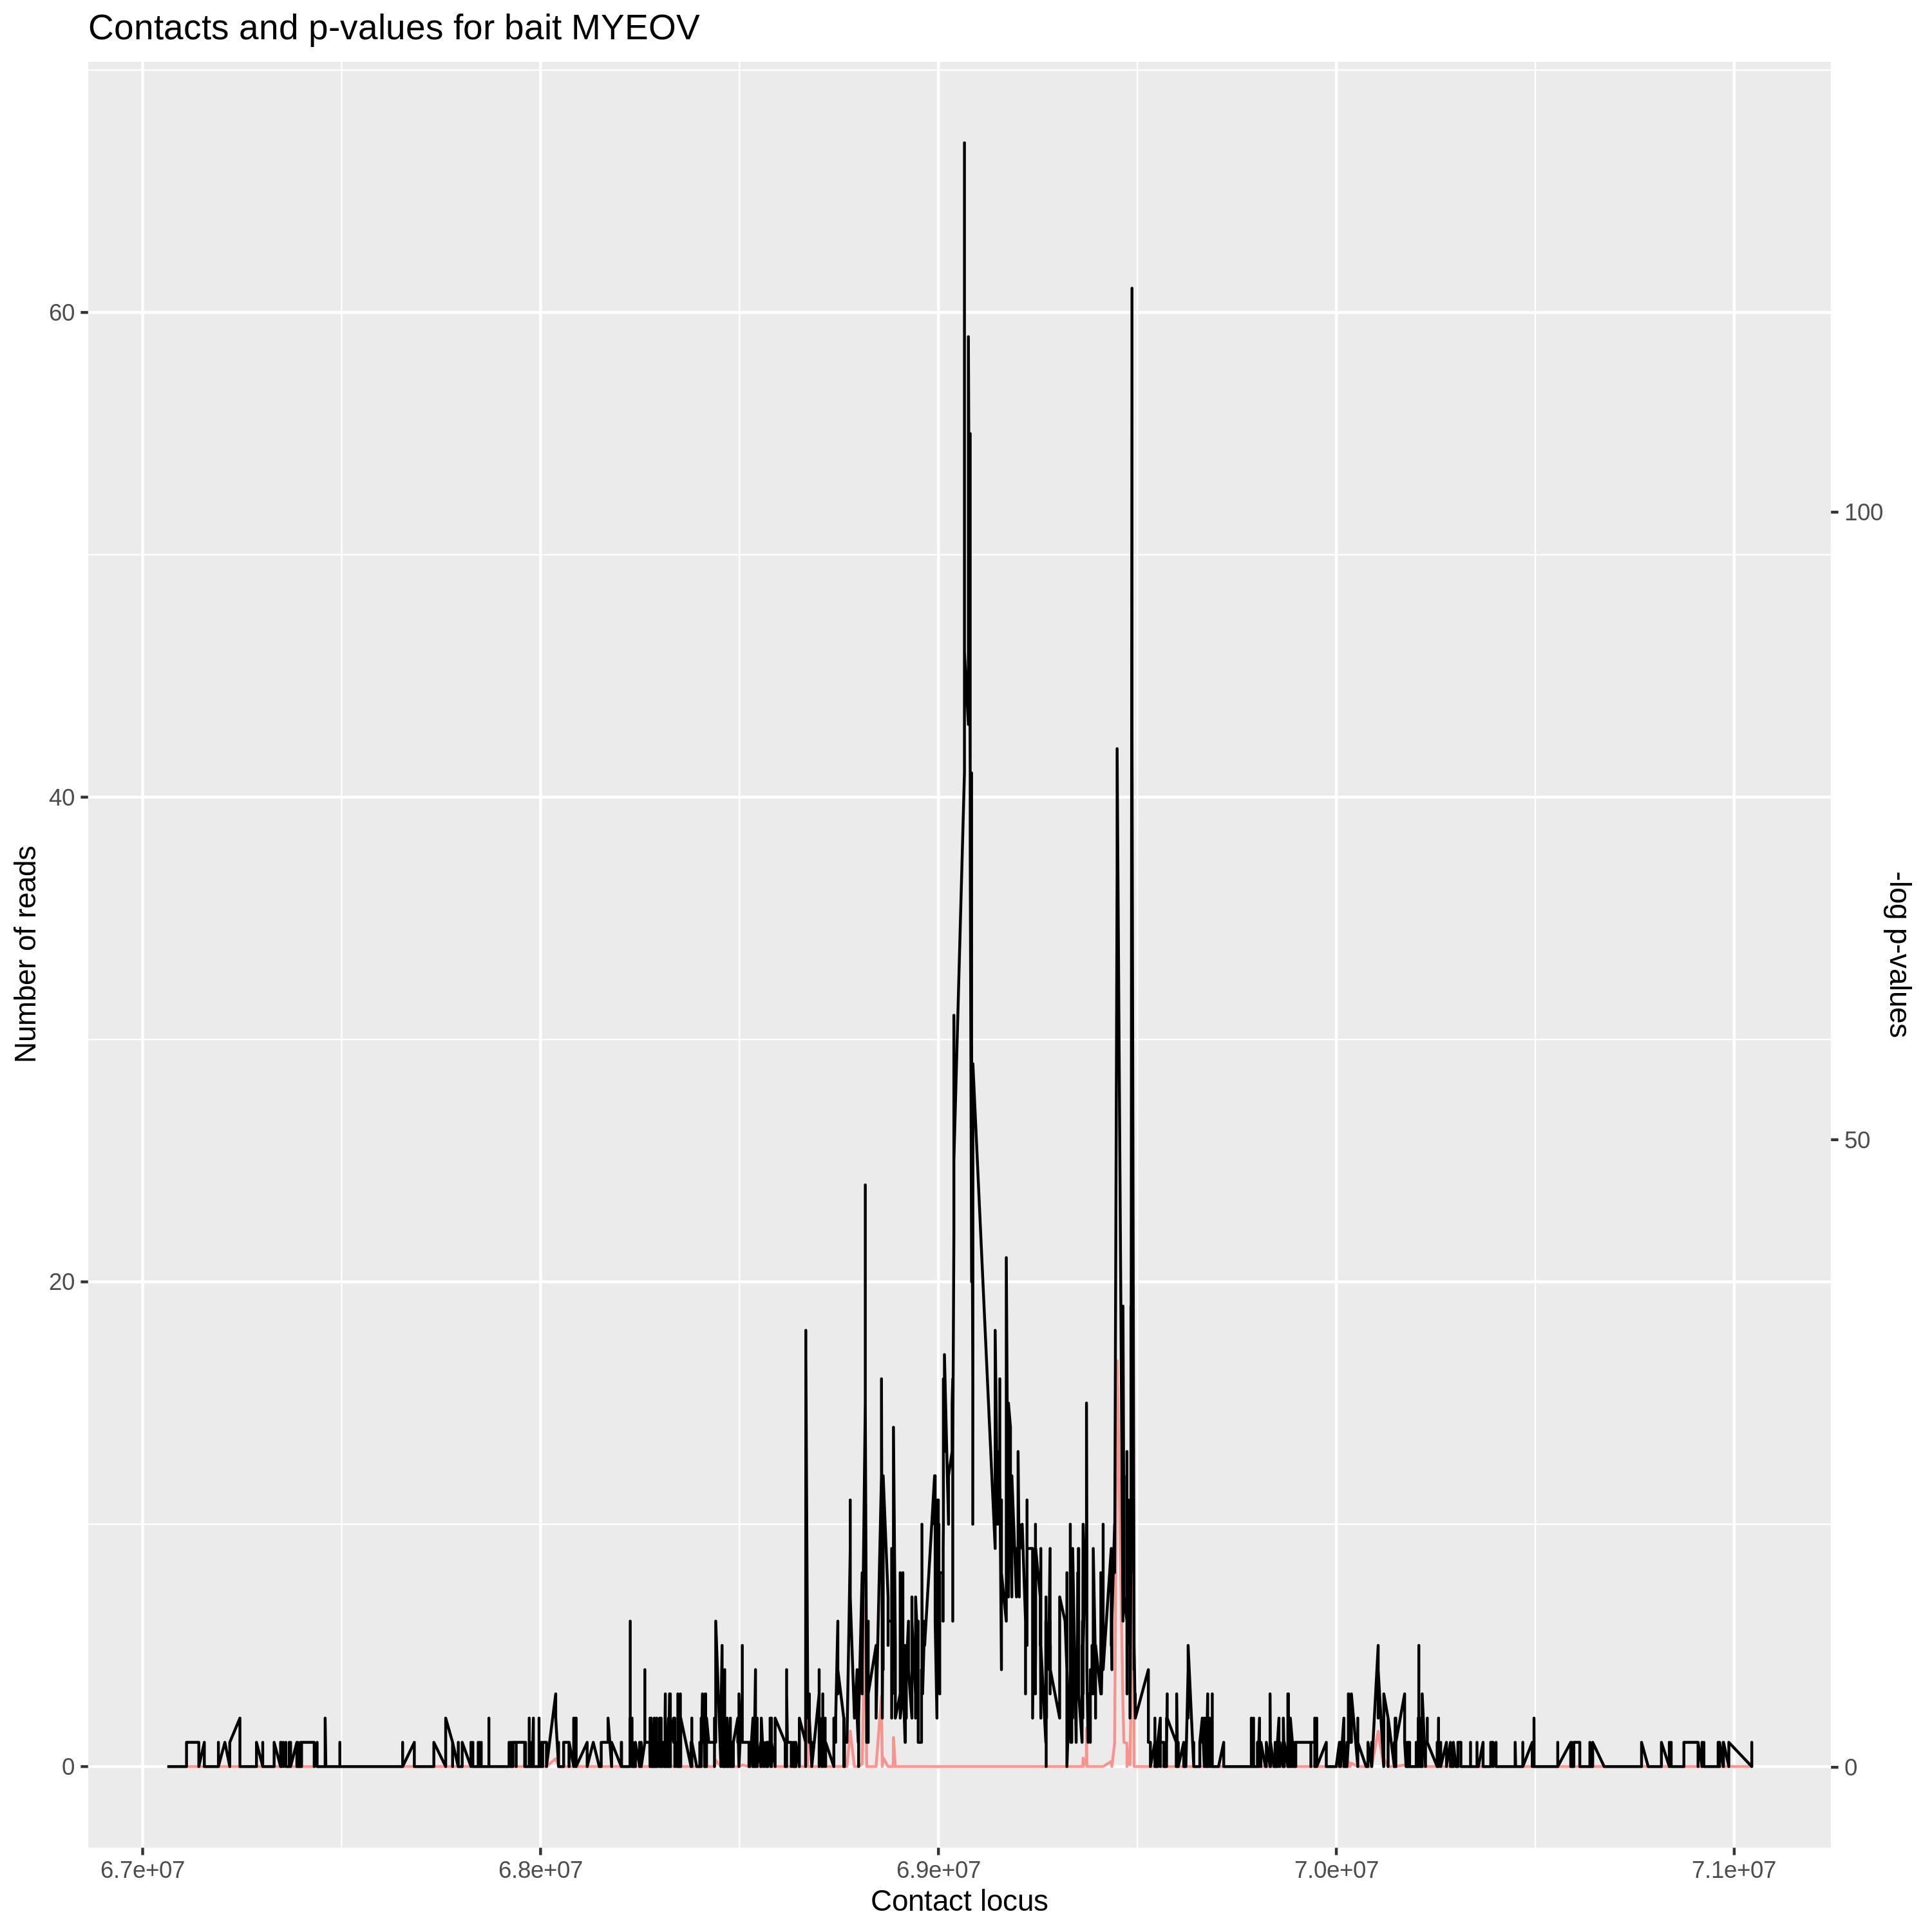 Contacts and p-values for bait MYEOV
60
40
20
0
Number of reads
100
50
0
-log p-values
6.7e+07
6.8e+07
6.9e+07
7.0e+07
7.1e+07
Contact locus